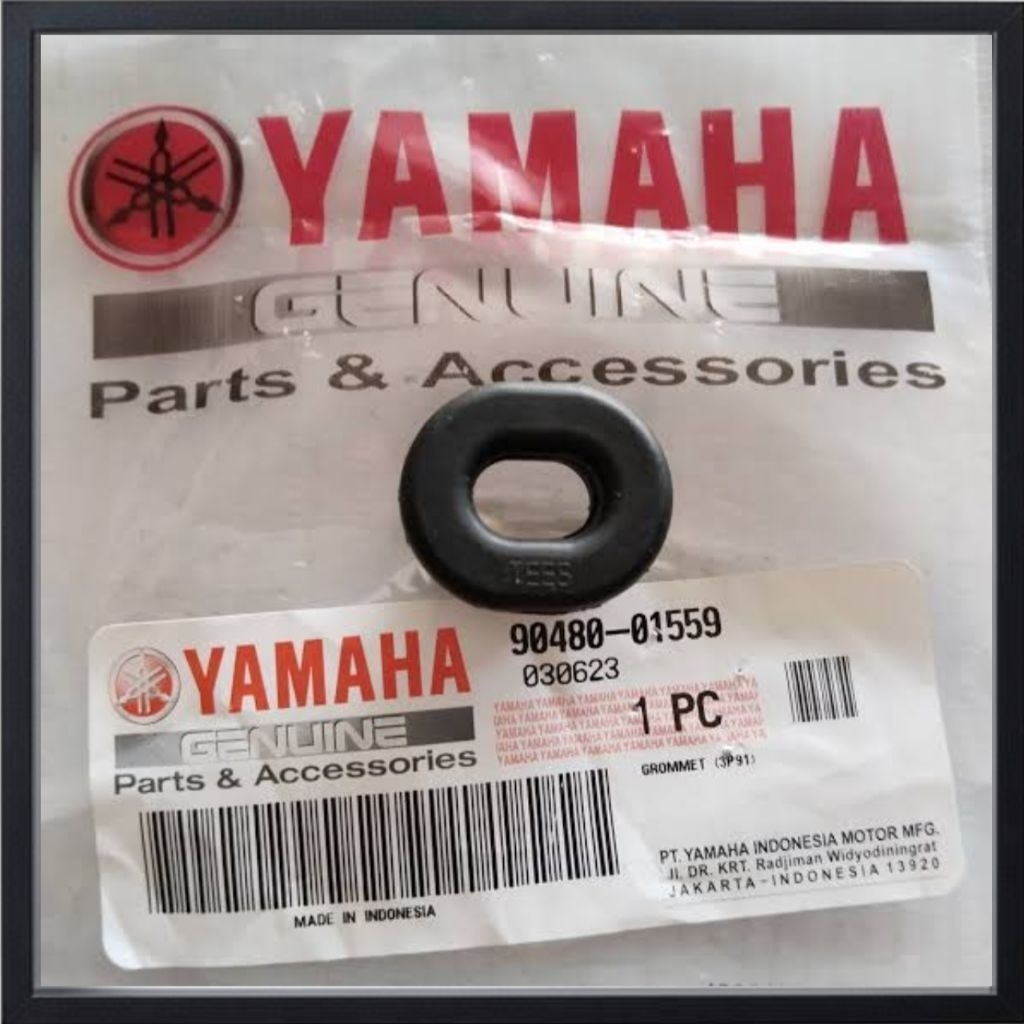 YAMAHA
GENUINE
Parts & Accessories
YAMAHA
GENUINE
Parts & Accessories
90480-01559
030623
1 PC
GROMMET (3P91)
MADE IN INDONESIA
PT. YAMAHA INDONESIA MOTOR MFG.
Jl. DR. KRT. Radjiman Widyodiningrat
JAKARTA - INDONESIA 13920